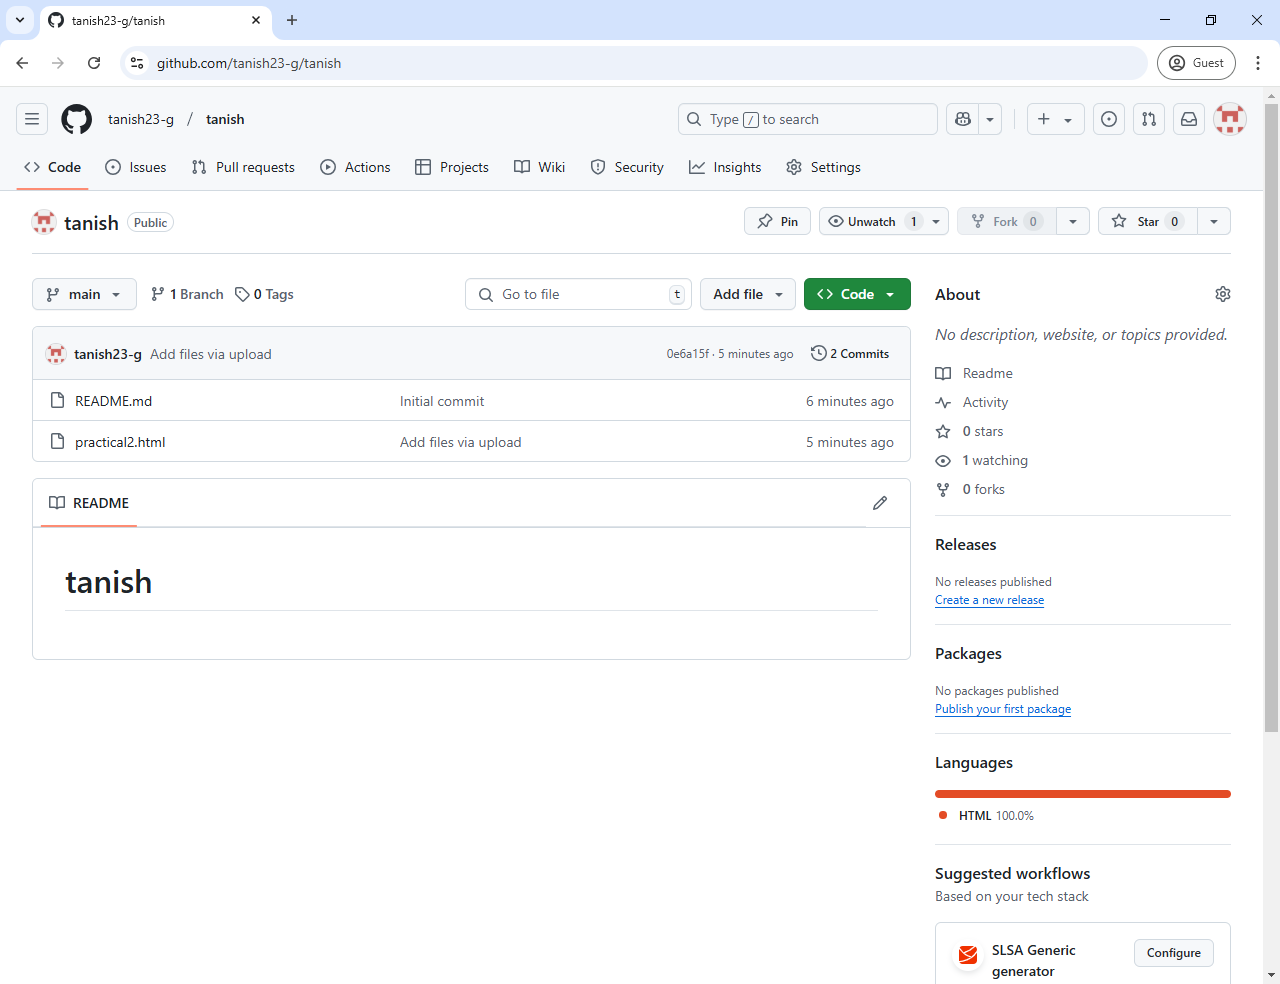 tanish23-g/tanish
github.com/tanish23-g/tanish
Guest
tanish23-g / tanish
Type / to search
Code Issues Pull requests Actions Projects Wiki Security Insights Settings
tanish Public
Pin Unwatch 1 Fork 0 Star 0
main 1 Branch 0 Tags Go to file t Add file Code
tanish23-g Add files via upload 0e6a15f · 5 minutes ago 2 Commits
README.md Initial commit 6 minutes ago
practical2.html Add files via upload 5 minutes ago
README
tanish
About
No description, website, or topics provided.
Readme
Activity
0 stars
1 watching
0 forks
Releases
No releases published
Create a new release
Packages
No packages published
Publish your first package
Languages
HTML 100.0%
Suggested workflows
Based on your tech stack
SLSA Generic
generator
Configure